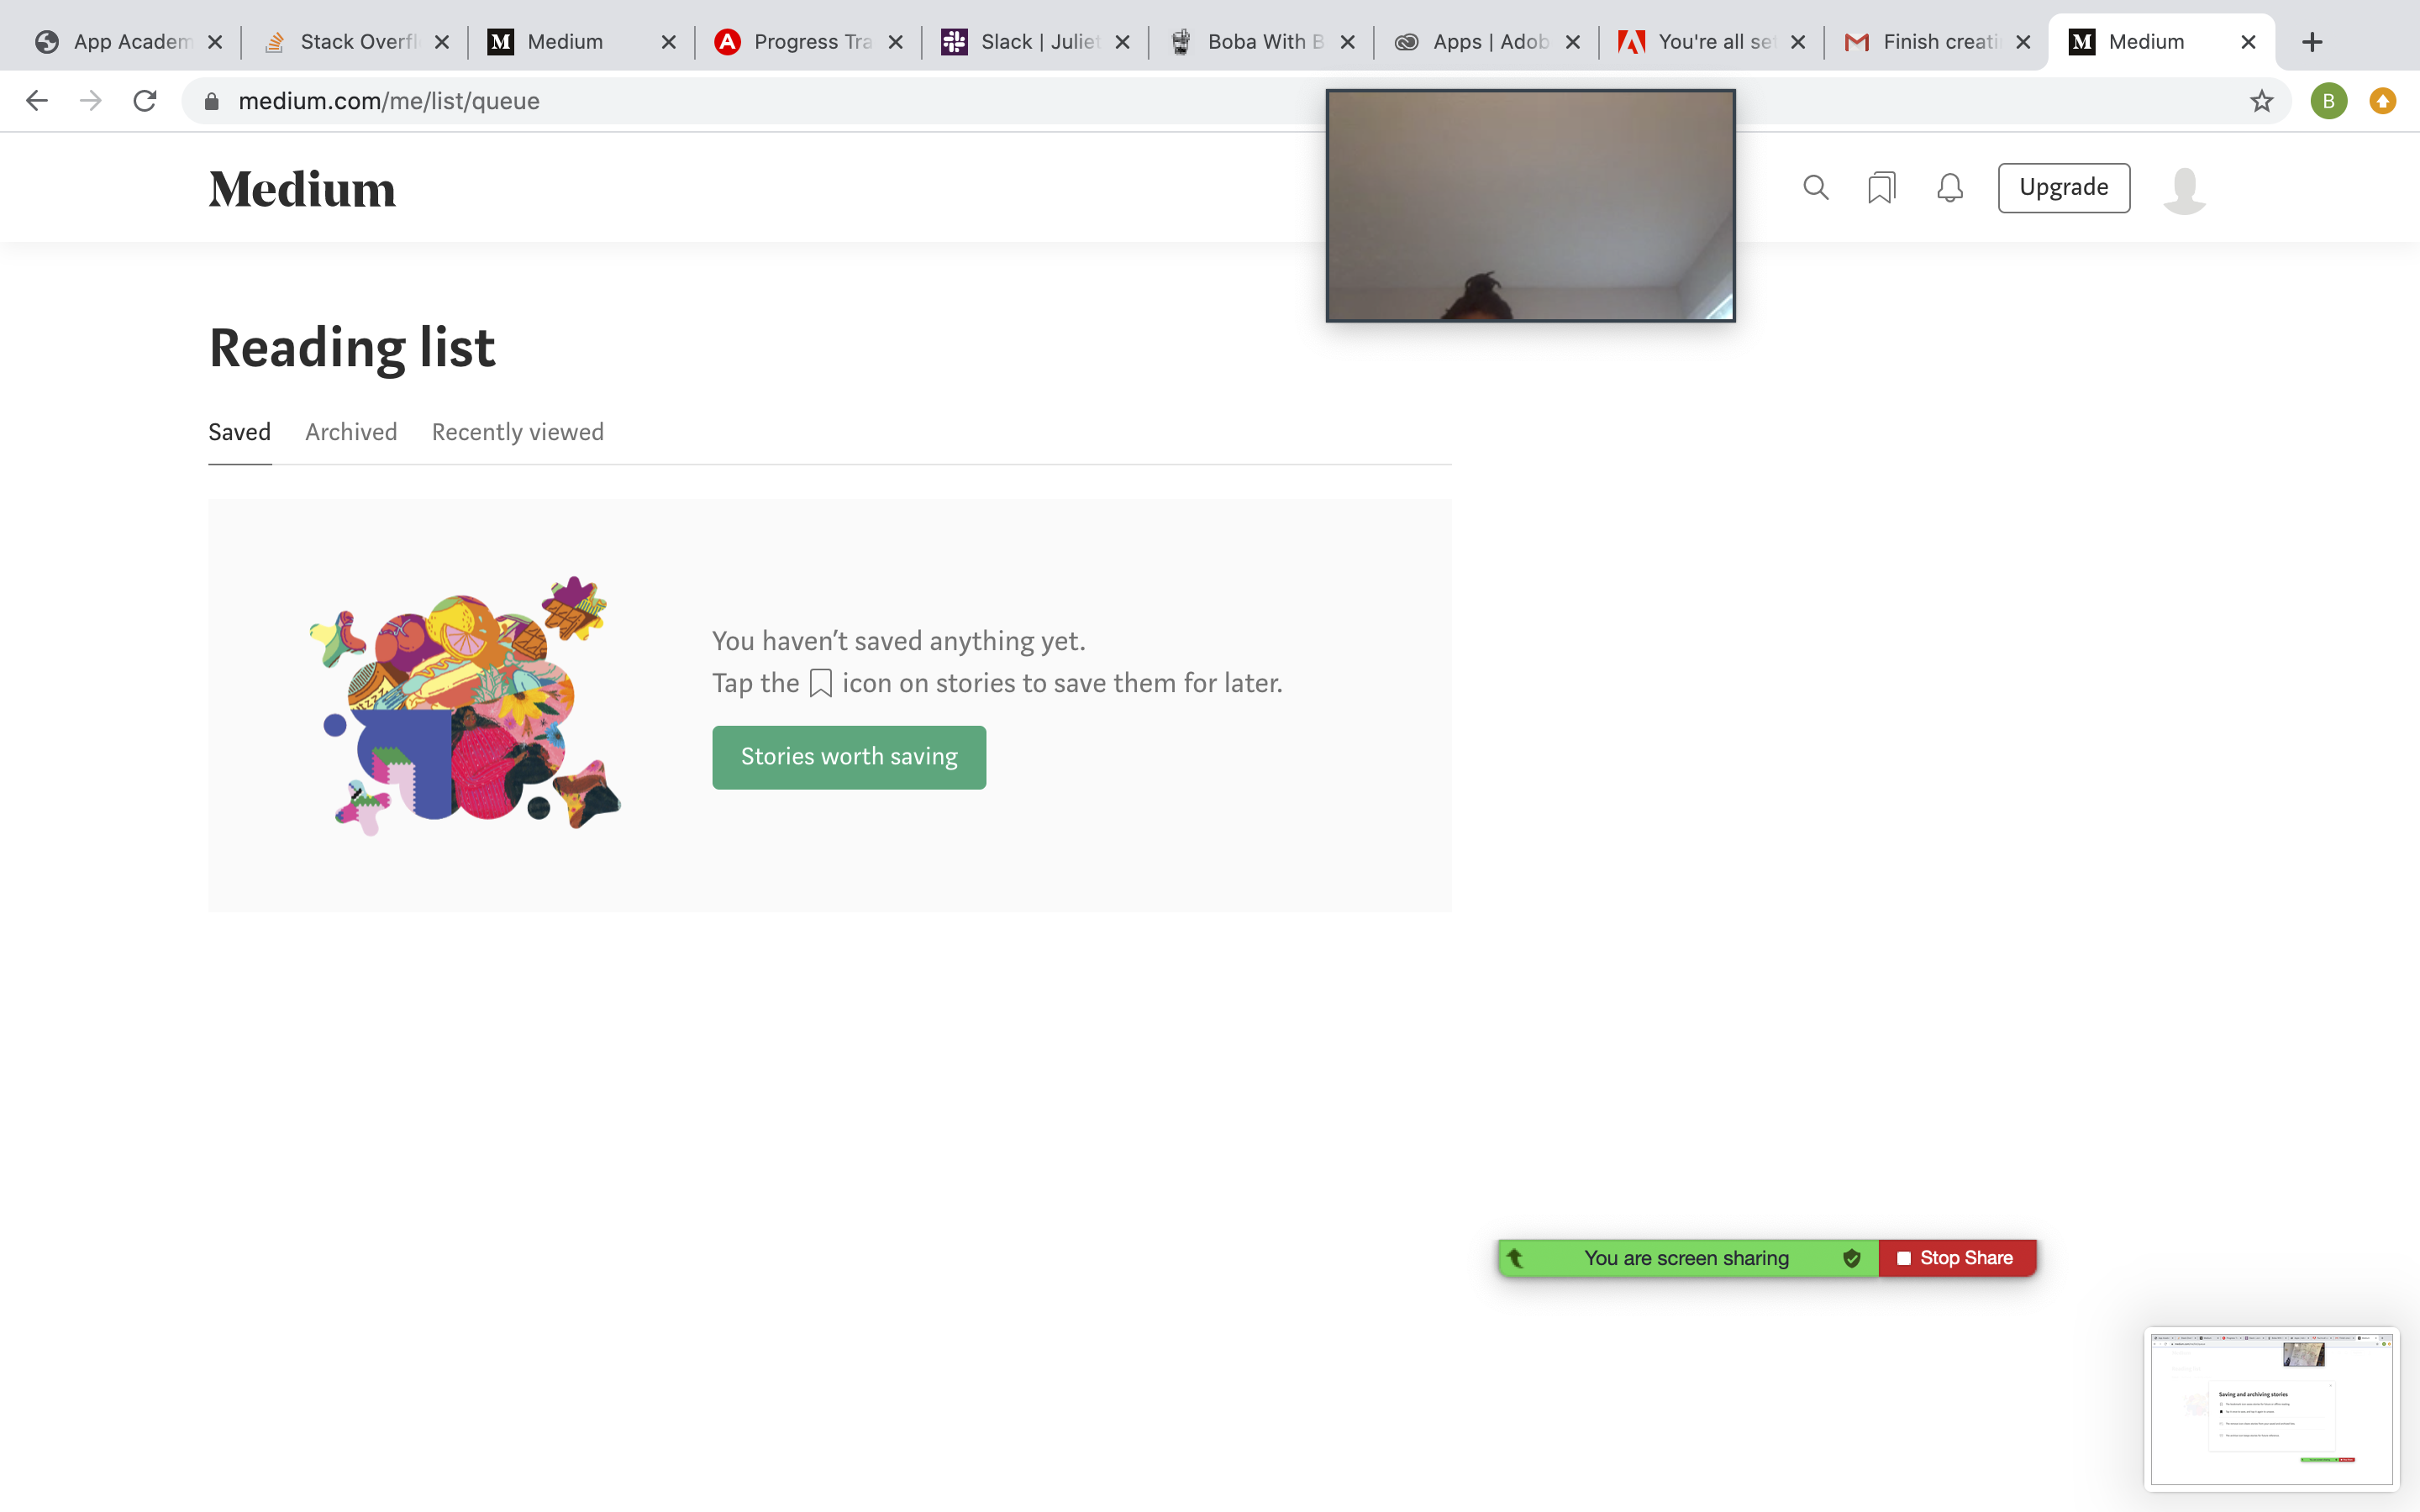 App Academ
Stack Overfl
Medium
Progress Tra
Slack | Juliet
Boba With B
Apps | Adob
You're all set
Finish creati
Medium
medium.com/me/list/queue
B
Medium
Upgrade
Reading list
Saved Archived Recently viewed
You haven't saved anything yet.
Tap the icon on stories to save them for later.
Stories worth saving
You are screen sharing
Stop Share
Saving and archiving stories